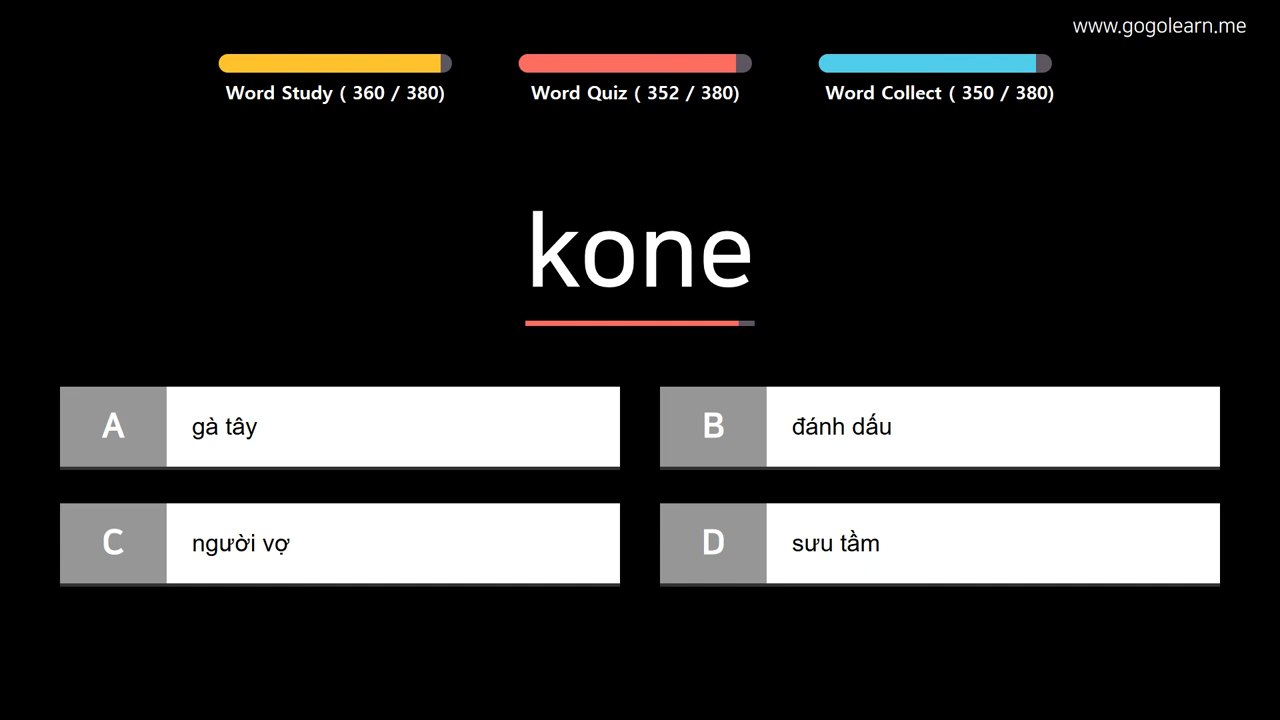 www.gogolearn.me
Word Study ( 360 / 380)
Word Quiz ( 352 / 380)
Word Collect ( 350 / 380)
kone
A gà tây
B đánh dấu
C người vợ
D sưu tầm